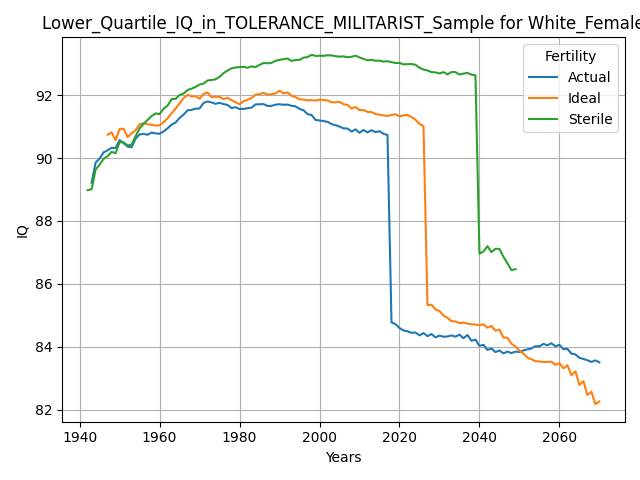 Lower_Quartile_IQ_in_TOLERANCE_MILITARIST_Sample for White_Female
Fertility
Actual
Ideal
Sterile
IQ
92
90
88
86
84
82
1940 1960 1980 2000 2020 2040 2060
Years